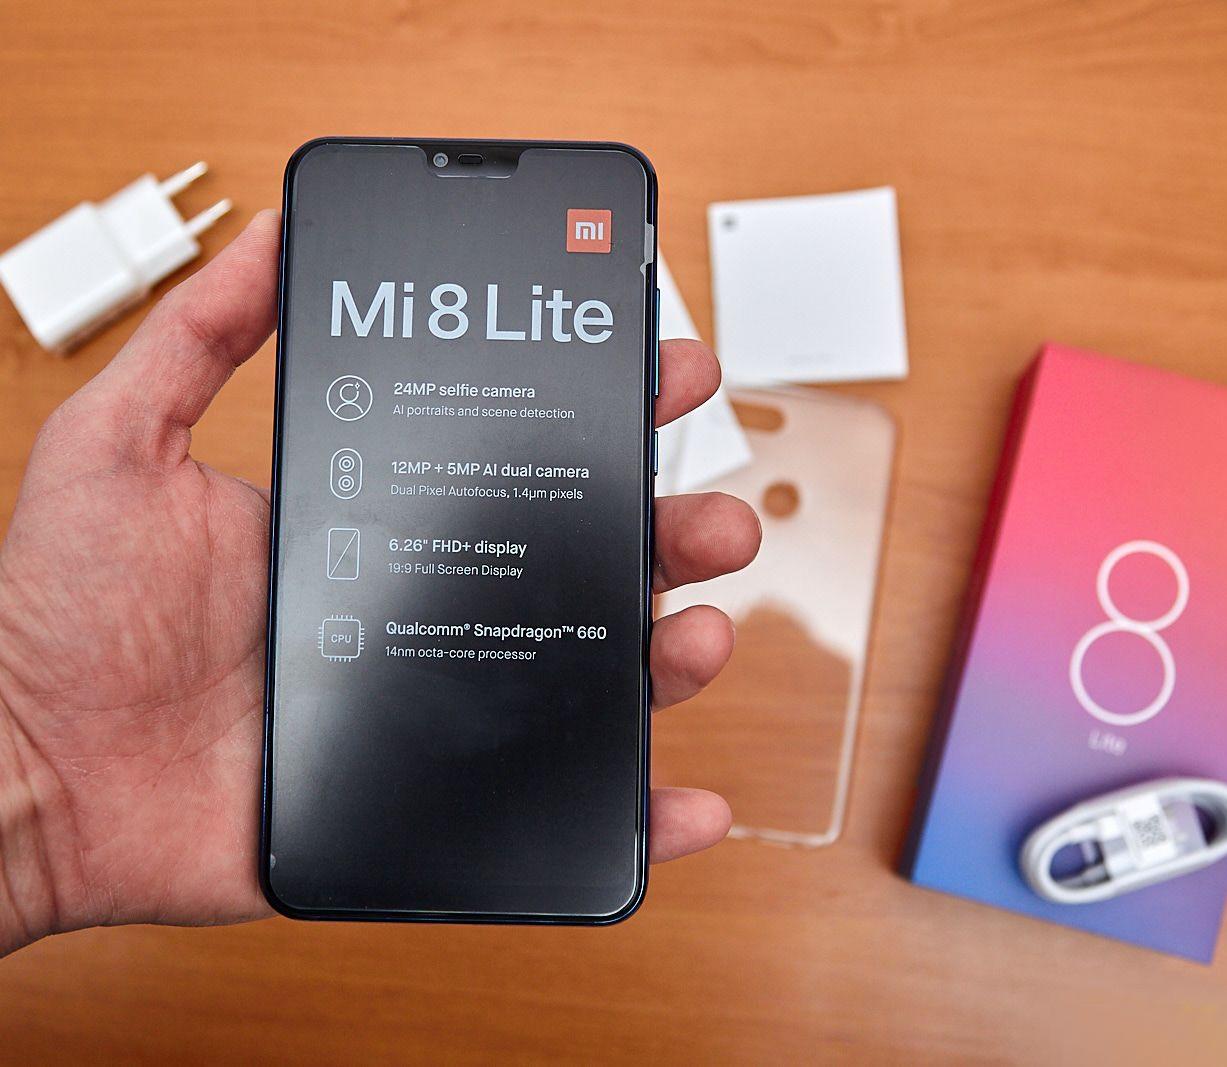 mi
Mi 8 Lite
24MP selfie camera
AI portraits and scene detection
12MP + 5MP AI dual camera
Dual Pixel Autofocus, 1.4µm pixels
6.26" FHD+ display
19:9 Full Screen Display
CPU
Qualcomm® Snapdragon™ 660
14nm octa-core processor
8
Lite